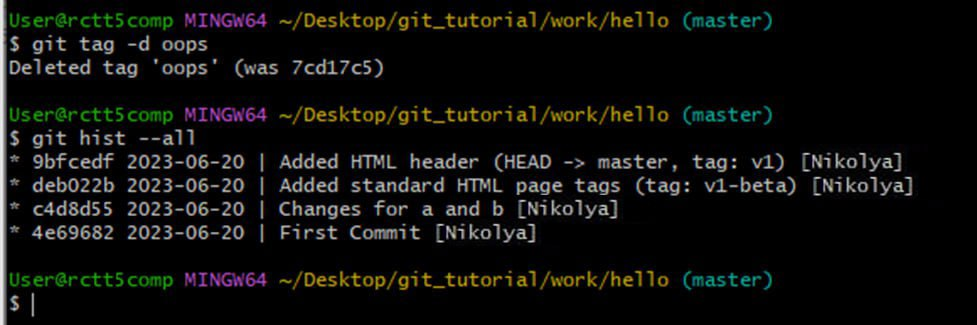 User@rctt5comp MINGW64 ~/Desktop/git_tutorial/work/hello (master)
$ git tag -d oops
Deleted tag 'oops' (was 7cd17c5)
User@rctt5comp MINGW64 ~/Desktop/git_tutorial/work/hello (master)
$ git hist --all
* 9bfcedf 2023-06-20 | Added HTML header (HEAD -> master, tag: v1) [Nikolya]
* deb022b 2023-06-20 | Added standard HTML page tags (tag: v1-beta) [Nikolya]
* c4d8d55 2023-06-20 | Changes for a and b [Nikolya]
* 4e69682 2023-06-20 | First Commit [Nikolya]
User@rctt5comp MINGW64 ~/Desktop/git_tutorial/work/hello (master)
$